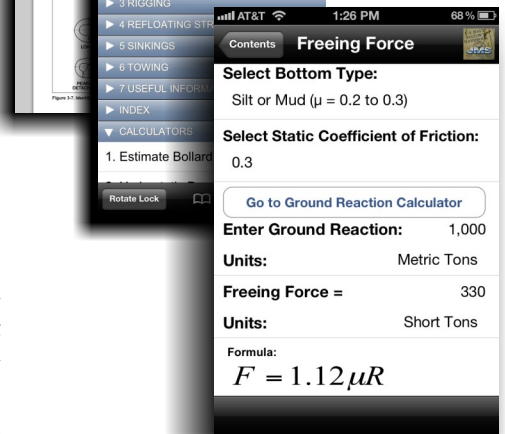 3 RIGGING
4 REFLOATING STR
5 SINKINGS
6 TOWING
7 USEFUL INFORMA
INDEX
CALCULATORS
1. Estimate Bollard
Rotate Lock
AT&T 1:26 PM 68%
Contents Freeing Force JMS
Select Bottom Type:
Silt or Mud (μ = 0.2 to 0.3)
Select Static Coefficient of Friction:
0.3
Go to Ground Reaction Calculator
Enter Ground Reaction: 1,000
Units: Metric Tons
Freeing Force = 330
Units: Short Tons
Formula:
F = 1.12μR